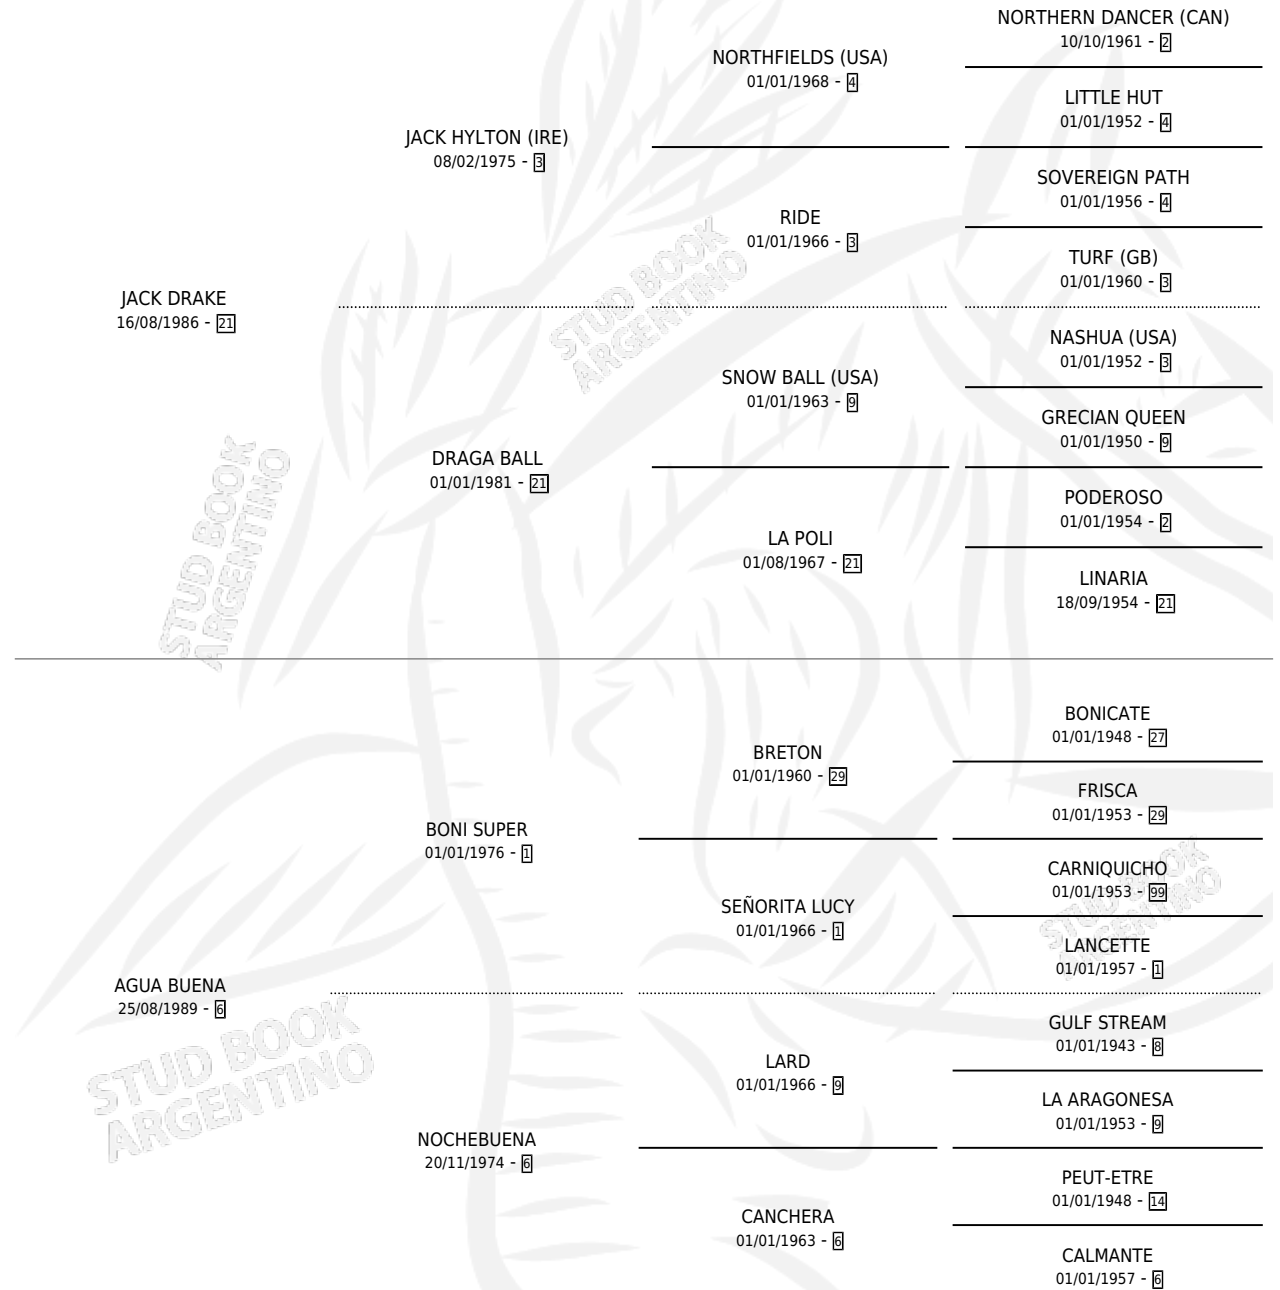 NORTHERN DANCER (CAN)
10/10/1961 - 2
NORTHFIELDS (USA)
01/01/1968 - 4
LITTLE HUT
01/01/1952 - 4
JACK HYLTON (IRE)
08/02/1975 - 3
SOVEREIGN PATH
01/01/1956 - 4
RIDE
01/01/1966 - 3
TURF (GB)
01/01/1960 - 3
JACK DRAKE
16/08/1986 - 21
STUD BOOK
ARGENTINO
NASHUA (USA)
01/01/1952 - 3
SNOW BALL (USA)
01/01/1963 - 9
GRECIAN QUEEN
01/01/1950 - 9
DRAGA BALL
01/01/1981 - 21
PODEROSO
01/01/1954 - 2
LA POLI
01/08/1967 - 21
LINARIA
18/09/1954 - 21
STUD BOOK
ARGENTINO
BONICATE
01/01/1948 - 27
BRETON
01/01/1960 - 29
FRISCA
01/01/1953 - 29
BONI SUPER
01/01/1976 - 1
CARNIQUICHO
01/01/1953 - 99
SEÑORITA LUCY
01/01/1966 - 1
LANCETTE
01/01/1957 - 1
STUD BOOK
ARGENTINO
AGUA BUENA
25/08/1989 - 6
GULF STREAM
01/01/1943 - 8
LARD
01/01/1966 - 9
LA ARAGONESA
01/01/1953 - 9
STUD BOOK
ARGENTINO
NOCHEBUENA
20/11/1974 - 6
PEUT-ETRE
01/01/1948 - 14
CANCHERA
01/01/1963 - 6
CALMANTE
01/01/1957 - 6